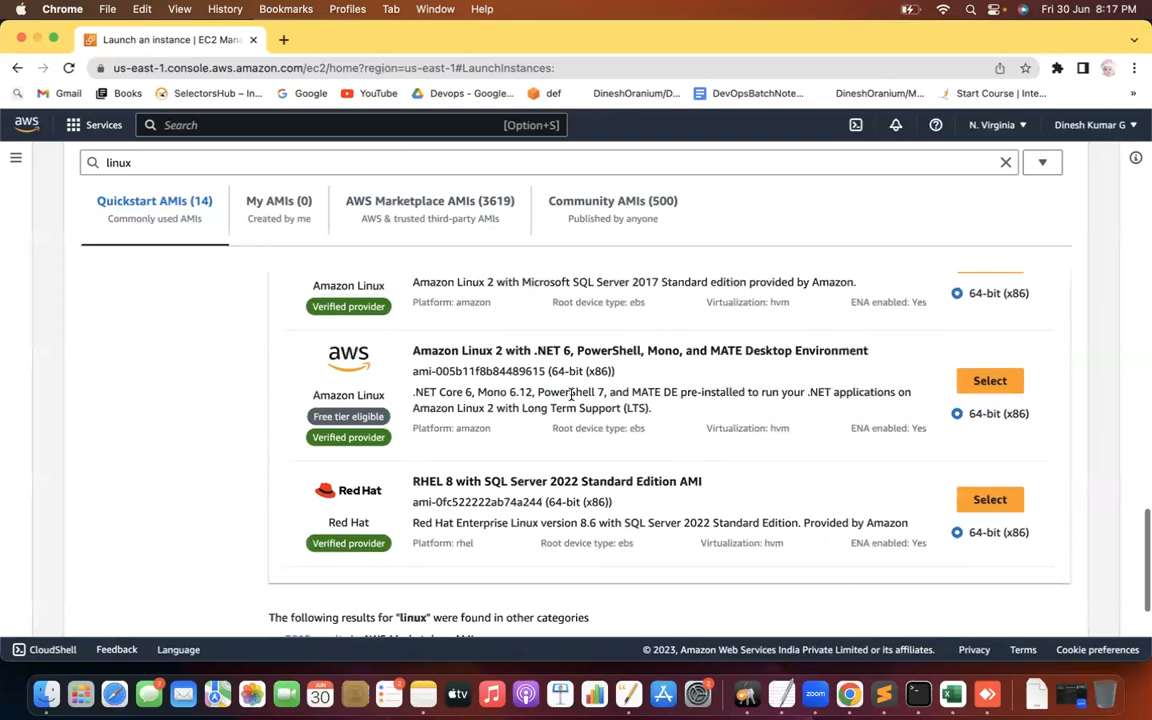 Chrome File Edit View History Bookmarks Profiles Tab Window Help Fri 30 Jun 8:17 PM
Launch an instance | EC2 Man
us-east-1.console.aws.amazon.com/ec2/home?region=us-east-1#LaunchInstances:
Gmail Books SelectorsHub – In... Google YouTube Devops - Google... def DineshOranium/D... DevOpsBatchNote... DineshOranium/M... Start Course | Inte...
aws Services Search [Option+S] N. Virginia Dinesh Kumar G
linux
Quickstart AMIs (14) My AMIs (0) AWS Marketplace AMIs (3619) Community AMIs (500)
Commonly used AMIs Created by me AWS & trusted third-party AMIs Published by anyone
Amazon Linux
Verified provider
Amazon Linux 2 with Microsoft SQL Server 2017 Standard edition provided by Amazon.
Platform: amazon Root device type: ebs Virtualization: hvm ENA enabled: Yes
64-bit (x86)
aws
Amazon Linux
Free tier eligible
Verified provider
Amazon Linux 2 with .NET 6, PowerShell, Mono, and MATE Desktop Environment
ami-005b11f8b84489615 (64-bit (x86))
.NET Core 6, Mono 6.12, PowerShell 7, and MATE DE pre-installed to run your .NET applications on
Amazon Linux 2 with Long Term Support (LTS).
Platform: amazon Root device type: ebs Virtualization: hvm ENA enabled: Yes
Select
64-bit (x86)
Red Hat
Red Hat
Verified provider
RHEL 8 with SQL Server 2022 Standard Edition AMI
ami-0fc522222ab74a244 (64-bit (x86))
Red Hat Enterprise Linux version 8.6 with SQL Server 2022 Standard Edition. Provided by Amazon
Platform: rhel Root device type: ebs Virtualization: hvm ENA enabled: Yes
Select
64-bit (x86)
The following results for "linux" were found in other categories
CloudShell Feedback Language © 2023, Amazon Web Services India Private Limited or its affiliates. Privacy Terms Cookie preferences
7 JUN 30 2 tv zoom 2